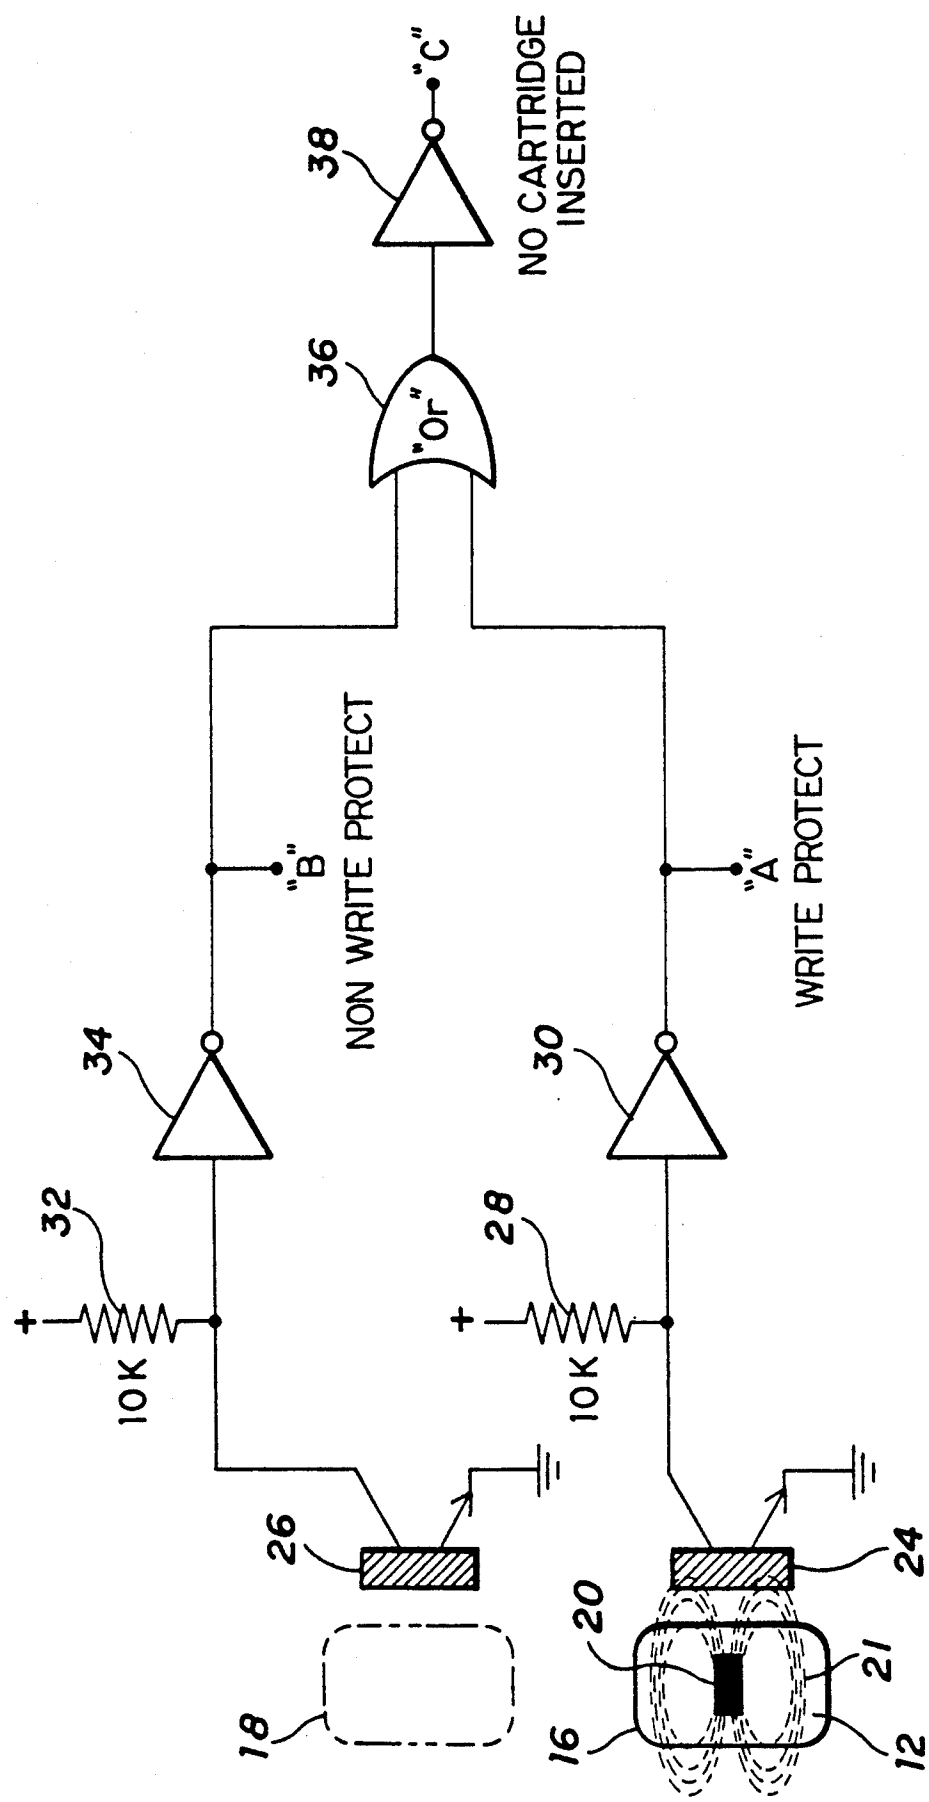 18
26
10K
+
32
34
"B"
NON WRITE PROTECT
16
20
12
21
24
10K
+
28
30
"A"
WRITE PROTECT
36
"Or"
38
"C"
NO CARTRIDGE
INSERTED